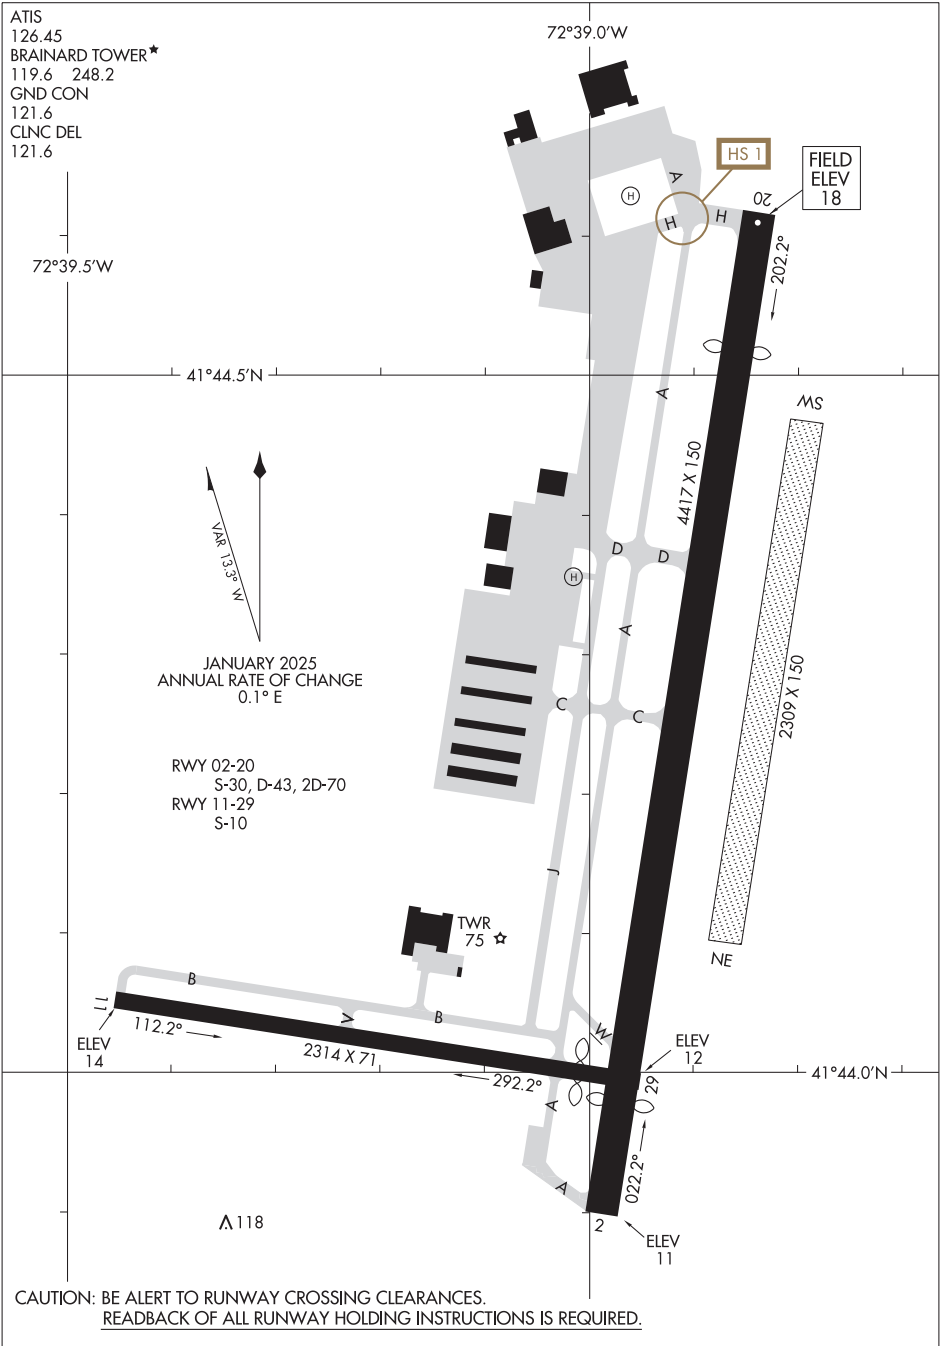 ATIS
126.45
BRAINARD TOWER★
119.6 248.2
GND CON
121.6
CLNC DEL
121.6
72°39.0'W
HS 1
FIELD
ELEV
18
A
H
H
H
20
202.2°
72°39.5'W
41°44.5'N
A
SW
4417 X 150
VAR 13.3° W
D
D
H
A
JANUARY 2025
ANNUAL RATE OF CHANGE
0.1° E
2309 X 150
C
C
RWY 02-20
S-30, D-43, 2D-70
RWY 11-29
S-10
J
TWR
75
NE
B
11
V
B
W
112.2°
ELEV
14
2314 X 71
ELEV
12
292.2°
29
41°44.0'N
A
022.2°
A
118
2
ELEV
11
CAUTION: BE ALERT TO RUNWAY CROSSING CLEARANCES.
READBACK OF ALL RUNWAY HOLDING INSTRUCTIONS IS REQUIRED.